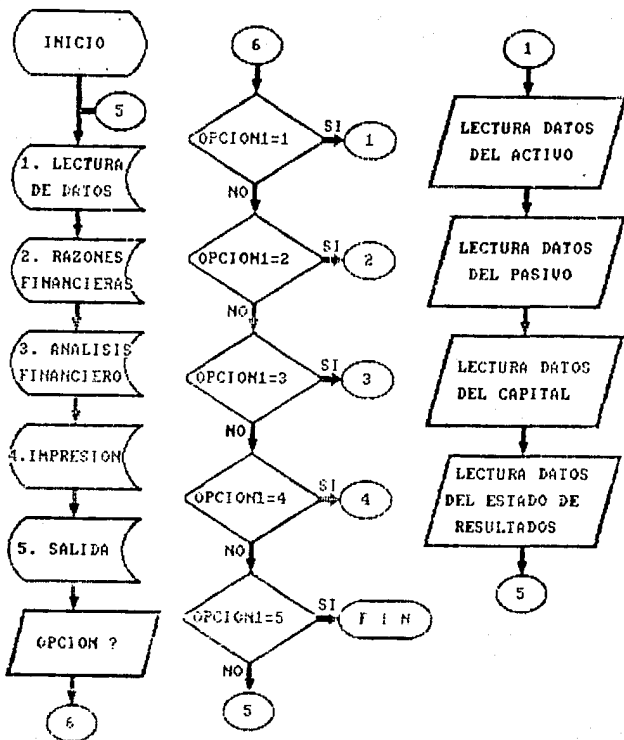 INICIO
5
1. LECTURA
DE DATOS
2. RAZONES
FINANCIERAS
3. ANALISIS
FINANCIERO
4.IMPRESION
5. SALIDA
OPCION ?
6
6
OPCION1=1
SI
1
NO
OPCION1=2
SI
2
NO
OPCION1=3
SI
3
NO
OPCION1=4
SI
4
NO
OPCION1=5
SI
F I N
NO
5
1
LECTURA DATOS
DEL ACTIVO
LECTURA DATOS
DEL PASIVO
LECTURA DATOS
DEL CAPITAL
LECTURA DATOS
DEL ESTADO DE
RESULTADOS
5